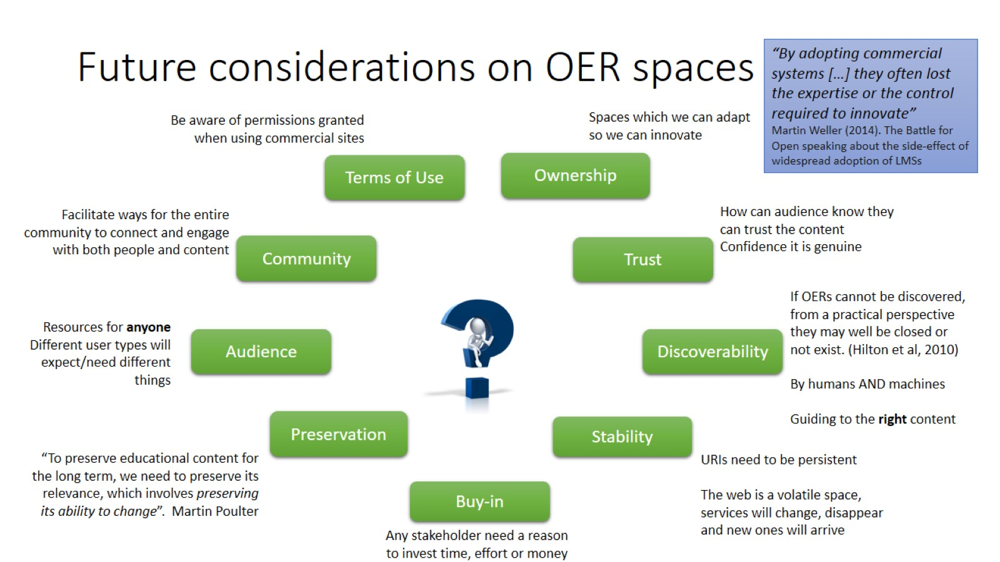 Future considerations on OER spaces
“By adopting commercial
systems [...] they often lost
the expertise or the control
required to innovate”
Martin Weller (2014). The Battle for
Open speaking about the side-effect of
widespread adoption of LMSs
Be aware of permissions granted
when using commercial sites
Terms of Use
Spaces which we can adapt
so we can innovate
Ownership
Facilitate ways for the entire
community to connect and engage
with both people and content
Community
How can audience know they
can trust the content
Confidence it is genuine
Trust
Resources for anyone
Different user types will
expect/need different
things
Audience
If OERs cannot be discovered,
from a practical perspective
they may well be closed or
not exist. (Hilton et al, 2010)
By humans AND machines
Guiding to the right content
Discoverability
Preservation
“To preserve educational content for
the long term, we need to preserve its
relevance, which involves preserving
its ability to change”. Martin Poulter
Stability
URIs need to be persistent
The web is a volatile space,
services will change, disappear
and new ones will arrive
Buy-in
Any stakeholder need a reason
to invest time, effort or money